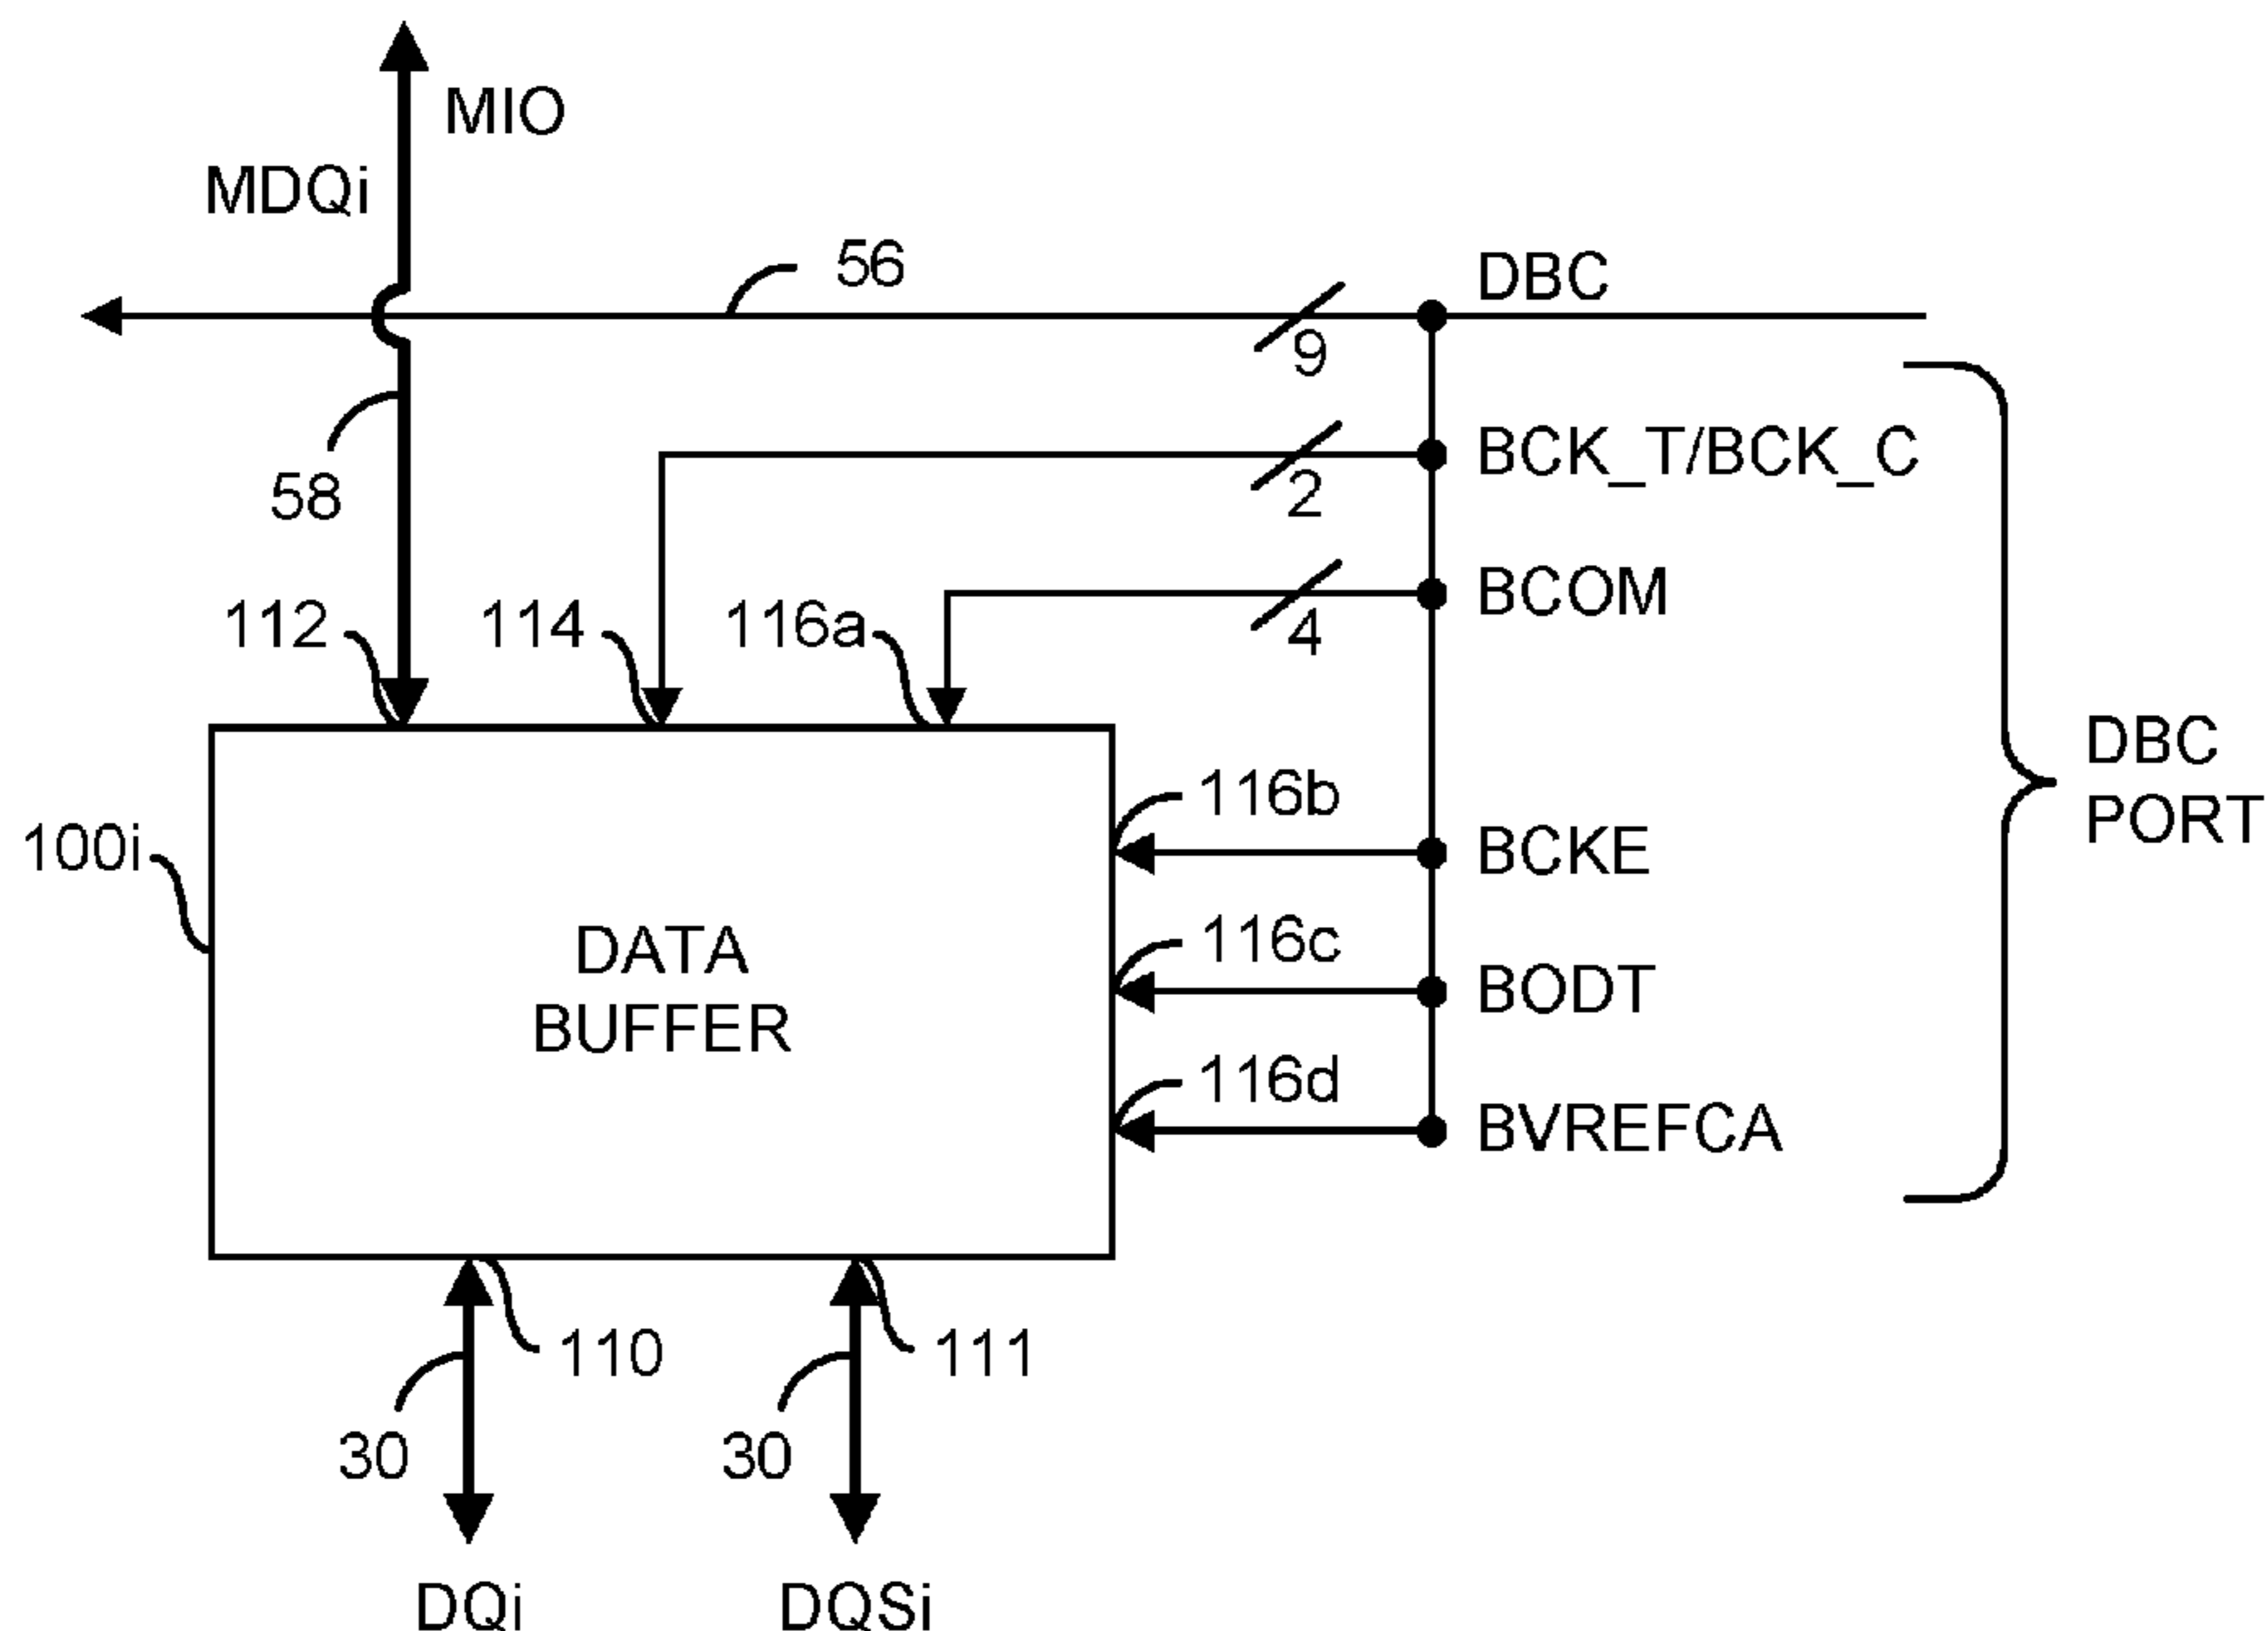 MIO
MDQi
56
DBC
9
58
BCK_T/BCK_C
2
BCOM
4
112
114
116a
DBC
PORT
116b
BCKE
100i
116c
BODT
DATA
BUFFER
116d
BVREFCA
110
111
30
30
DQi
DQSi